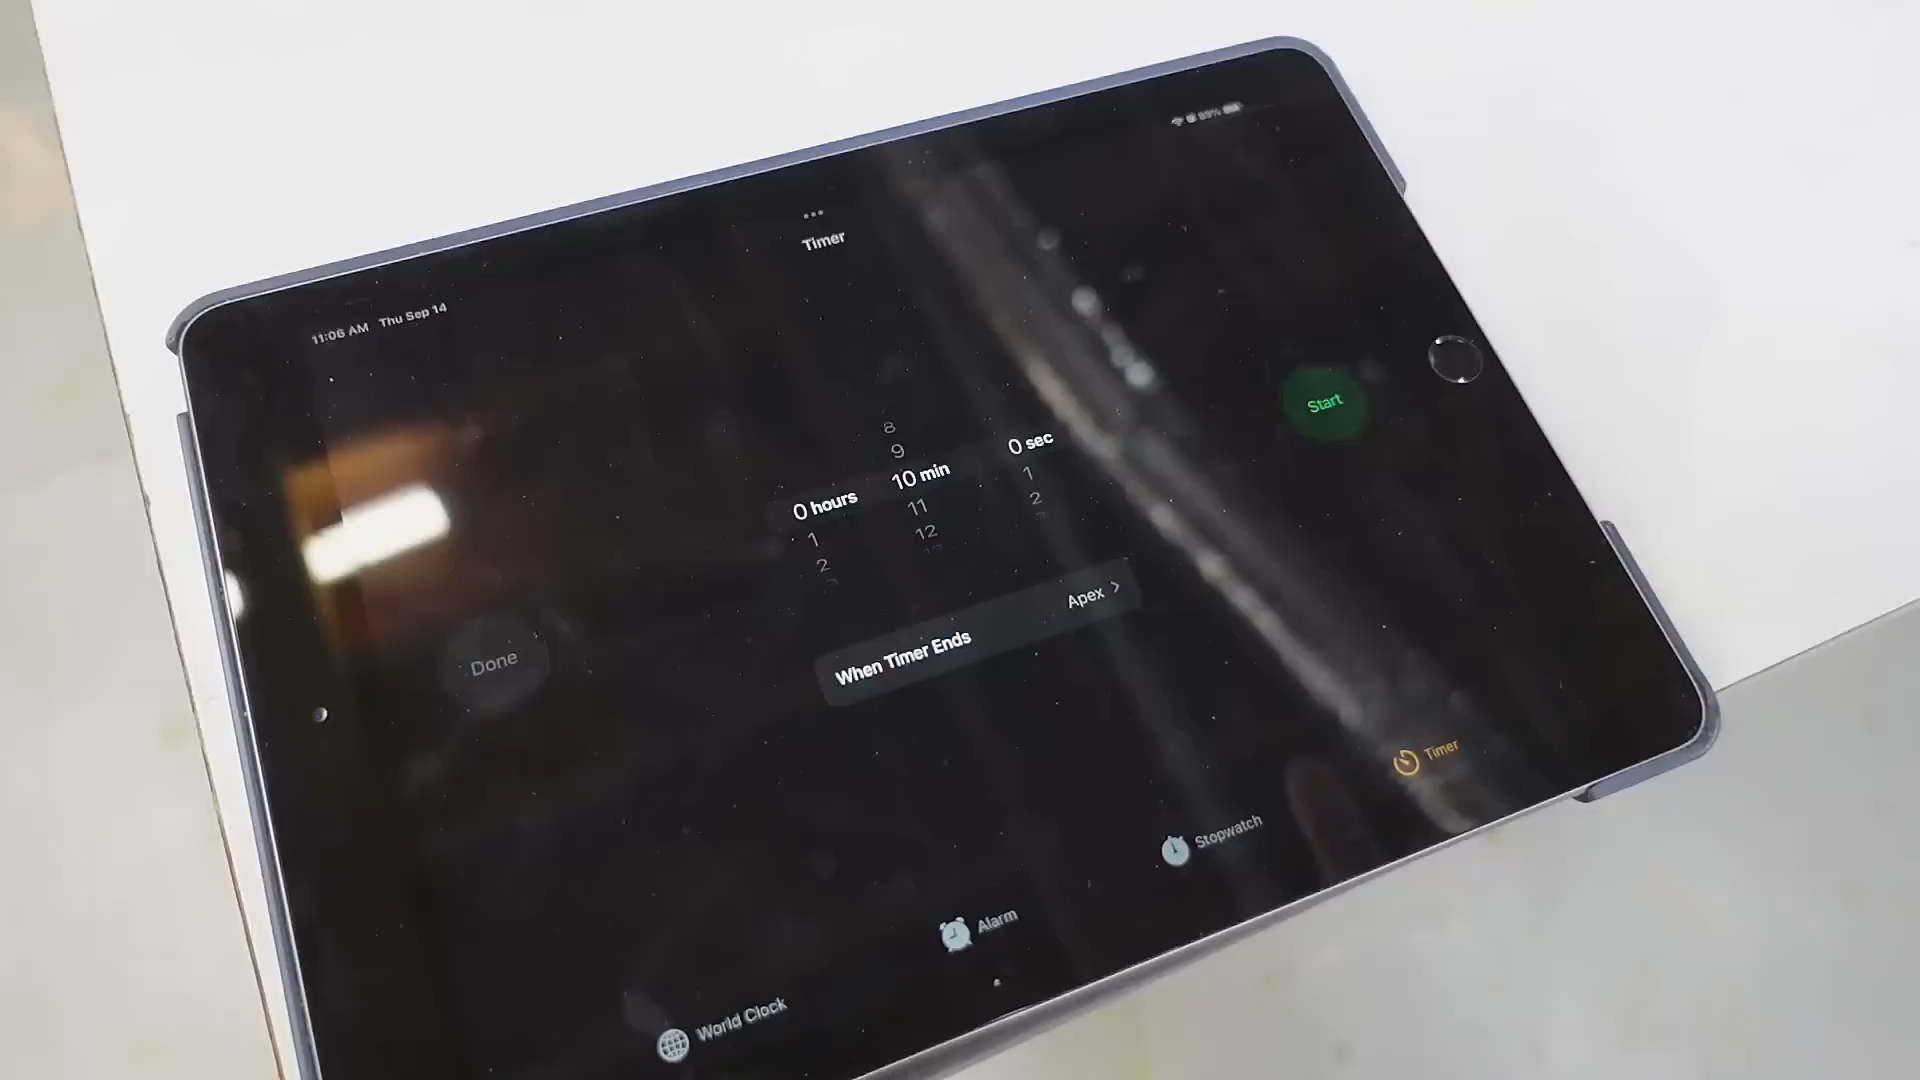 11:06 AM Thu Sep 14
89%
Timer
8
9
0 hours 10 min 0 sec
1 11 1
2 12 2
When Timer Ends Apex
Done
Start
World Clock
Alarm
Stopwatch
Timer